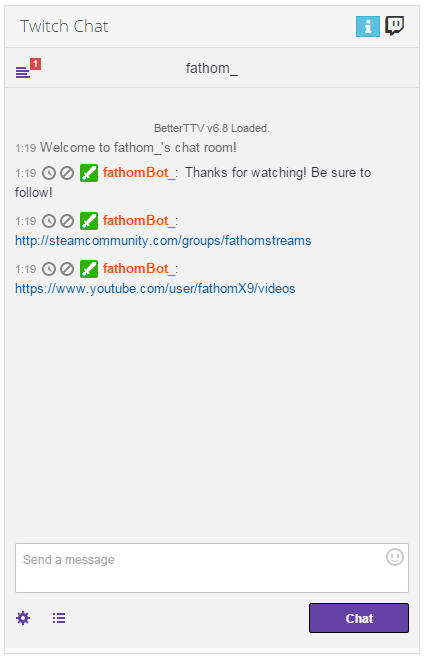 Twitch Chat
1
fathom_
BetterTTV v6.8 Loaded.
1:19 Welcome to fathom_'s chat room!
1:19 fathomBot_: Thanks for watching! Be sure to
follow!
1:19 fathomBot_:
http://steamcommunity.com/groups/fathomstreams
1:19 fathomBot_:
https://www.youtube.com/user/fathomX9/videos
Send a message
Chat